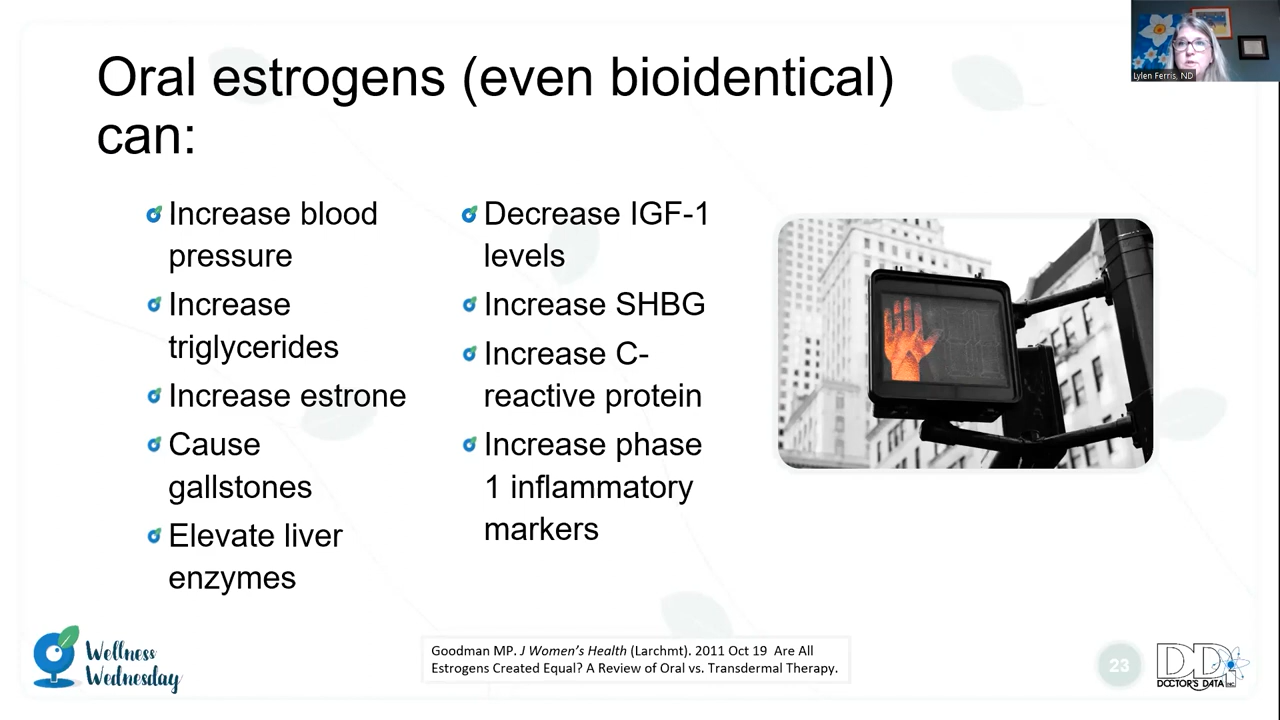 Oral estrogens (even bioidentical)
can:
Increase blood
pressure
Increase
triglycerides
Increase estrone
Cause
gallstones
Elevate liver
enzymes
Decrease IGF-1
levels
Increase SHBG
Increase C-
reactive protein
Increase phase
1 inflammatory
markers
Lylen Ferris, ND
Wellness
Wednesday
Goodman MP. J Women's Health (Larchmt). 2011 Oct 19 Are All
Estrogens Created Equal? A Review of Oral vs. Transdermal Therapy.
23
DDI
DOCTOR'S DATA INC